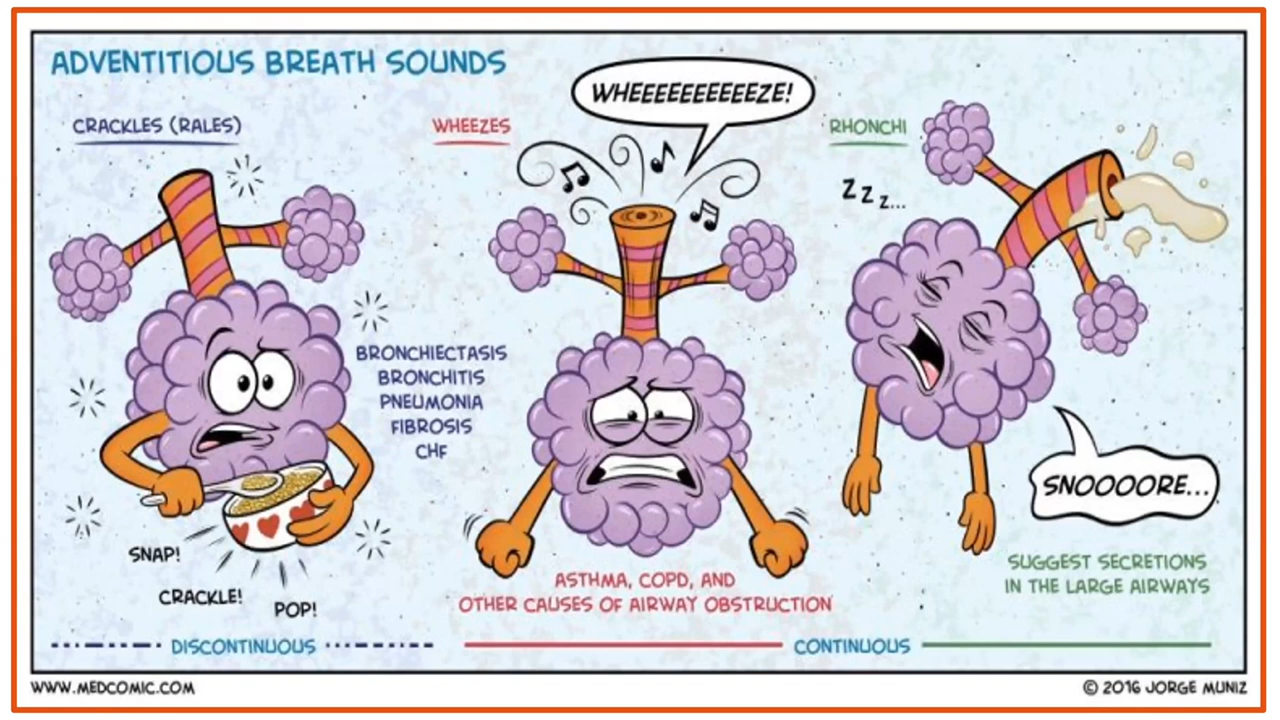 ADVENTITIOUS BREATH SOUNDS
CRACKLES (RALES)
SNAP!
CRACKLE!
POP!
BRONCHIECTASIS
BRONCHITIS
PNEUMONIA
FIBROSIS
CHF
DISCONTINUOUS
WHEEZES
WHEEEEEEEEEEZE!
ASTHMA, COPD, AND
OTHER CAUSES OF AIRWAY OBSTRUCTION
RHONCHI
Z Z Z...
SNOOOORE...
SUGGEST SECRETIONS
IN THE LARGE AIRWAYS
CONTINUOUS
WWW.MEDCOMIC.COM
© 2016 JORGE MUNIZ